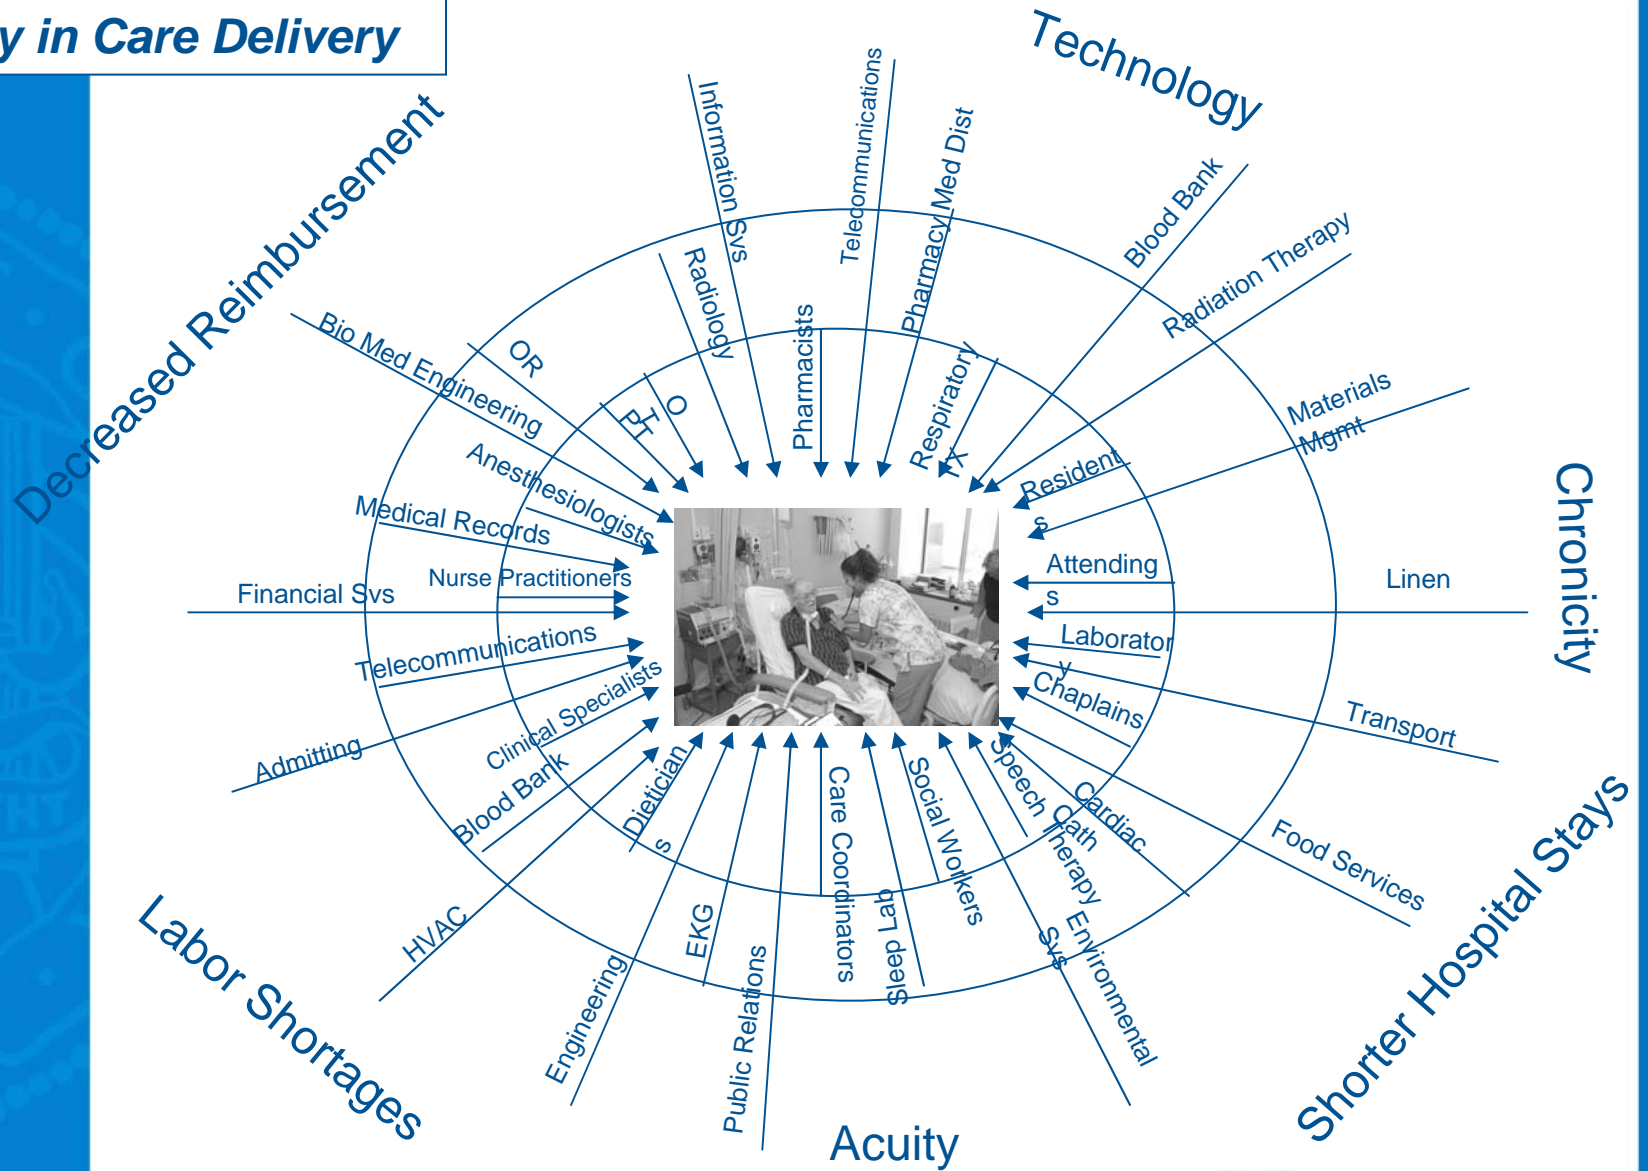 y in Care Delivery
Technology
Decreased Reimbursement
Information Svs
Telecommunications
Pharmacy Med Dist
Blood Bank
Radiation Therapy
Bio Med Engineering
OR
Radiology
Pharmacists
Respiratory
TX
O
T
PT
Materials
Mgmt
Anesthesiologists
Resident
s
Medical Records
Nurse Practitioners
Attending
s
Financial Svs
Linen
Chronicity
Telecommunications
Laborator
y
Clinical Specialists
Chaplains
Admitting
Transport
Blood Bank
Dietician
s
Care Coordinators
Social Workers
Speech Therapy
Cardiac
Cath
Food Services
Shorter Hospital Stays
HVAC
EKG
Sleep Lab
Environmental
Svs
Engineering
Public Relations
Labor Shortages
Acuity